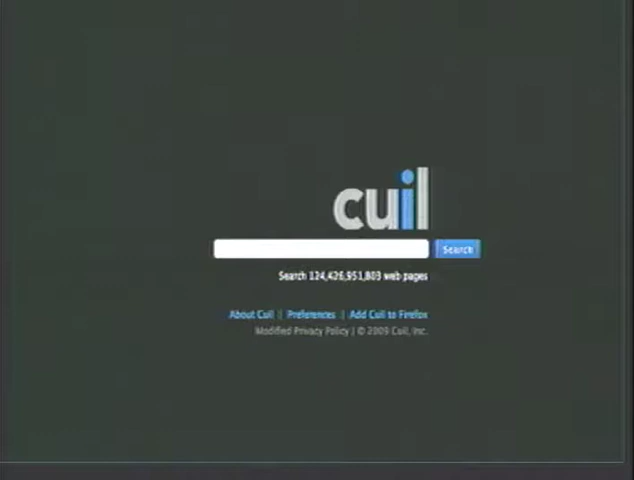 cuil
Search
Search 124,426,951,803 web pages
About Cuil | Preferences | Add Cuil to Firefox
Modified Privacy Policy | © 2009 Cuil, Inc.